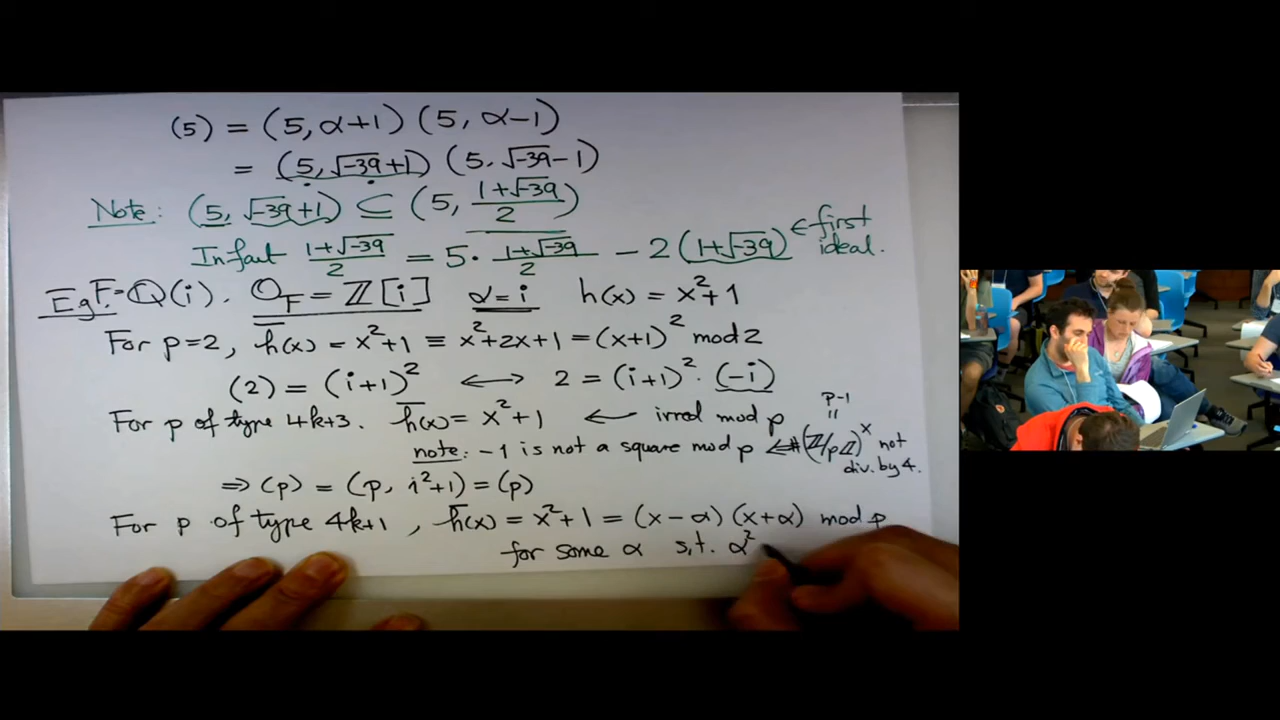 (5) = (5, α+1) (5, α-1)
= (5, √-39+1) (5, √-39-1)
Note: (5, √-39+1) ⊆ (5, (1+√-39)/2)
In fact (1+√-39)/2 = 5 · (1+√-39)/2 - 2(1+√-39) ← first ideal.
E.g. F=Q(i). O_F = ℤ[i] α=i h(x) = x²+1
For p=2, h̄(x) = x²+1 ≡ x²+2x+1 = (x+1)² mod 2
(2) = (i+1)² ⟷ 2 = (i+1)² · (-i)
For p of type 4k+3. h̄(x) = x²+1 ← irred mod p
note: -1 is not a square mod p ⇐ #(ℤ/pℤ)^× = p-1 not div. by 4.
⇒ (p) = (p, i²+1) = (p)
For p of type 4k+1, h̄(x) = x²+1 = (x-α)(x+α) mod p
for some α s.t. α²